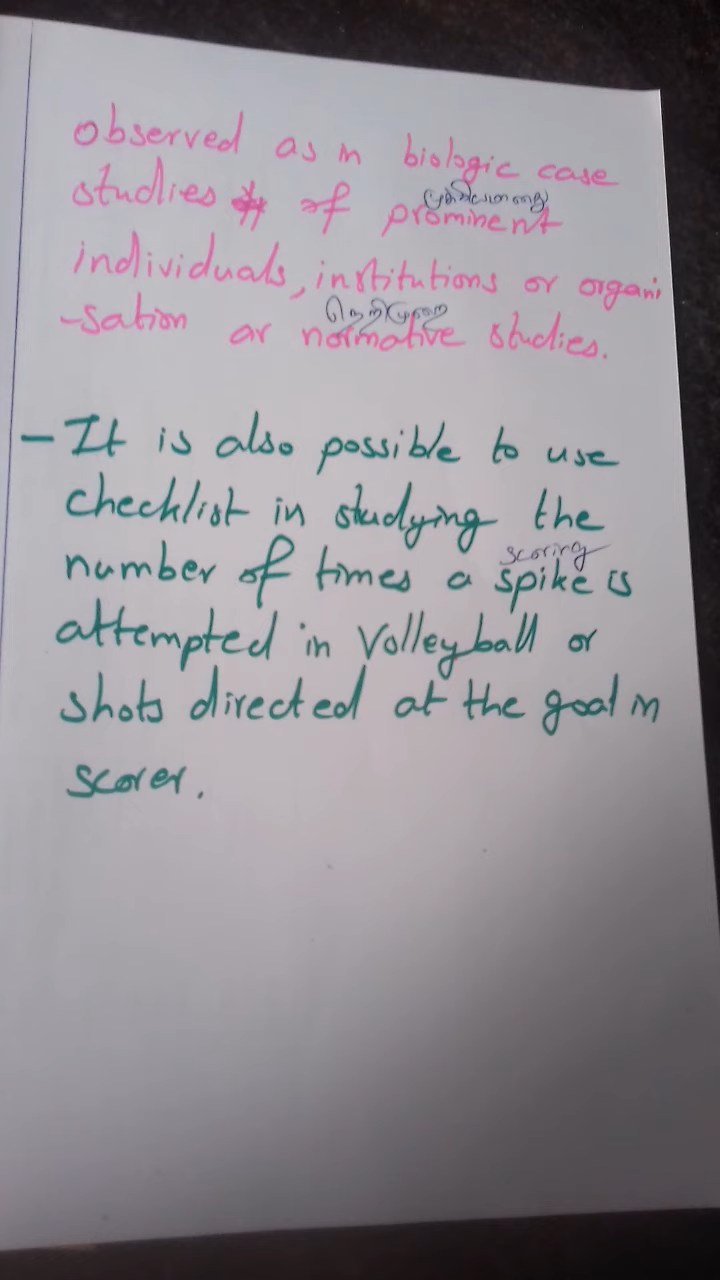 observed as in biologic case
முக்கியமானது
studies of prominent
individuals, institutions or organi
நெறிமுறை
-sation or normative studies.
- It is also possible to use
checklist in studying the
scoring
number of times a spike is
attempted in Volleyball or
shots directed at the goal in
scorer.